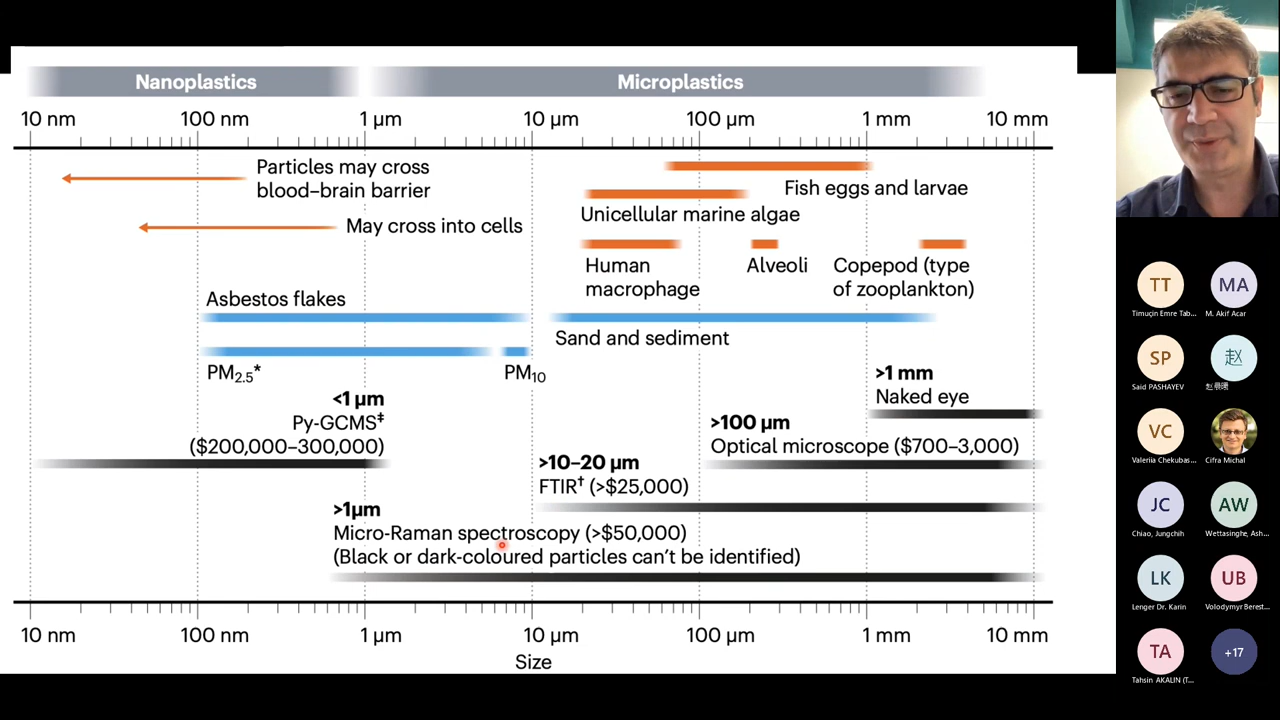 Nanoplastics
Microplastics
10 nm 100 nm 1 μm 10 μm 100 μm 1 mm 10 mm
Particles may cross
blood–brain barrier
May cross into cells
Fish eggs and larvae
Unicellular marine algae
Human
macrophage
Alveoli
Copepod (type
of zooplankton)
Asbestos flakes
Sand and sediment
PM2.5*
PM10
>1 mm
Naked eye
<1 μm
Py-GCMS‡
($200,000–300,000)
>100 μm
Optical microscope ($700–3,000)
>10–20 μm
FTIR† (>$25,000)
>1μm
Micro-Raman spectroscopy (>$50,000)
(Black or dark-coloured particles can’t be identified)
10 nm 100 nm 1 μm 10 μm 100 μm 1 mm 10 mm
Size
TT
Timuçin Emre Tab...
MA
M. Akif Acar
SP
Said PASHAYEV
赵
VC
Valeriia Chekubas...
Cifra Michal
JC
Chiao, Jungchih
AW
Wettasinghe, Ash...
LK
Lenger Dr. Karin
UB
Volodymyr Berest...
TA
Tahsin AKALIN (T...
+17